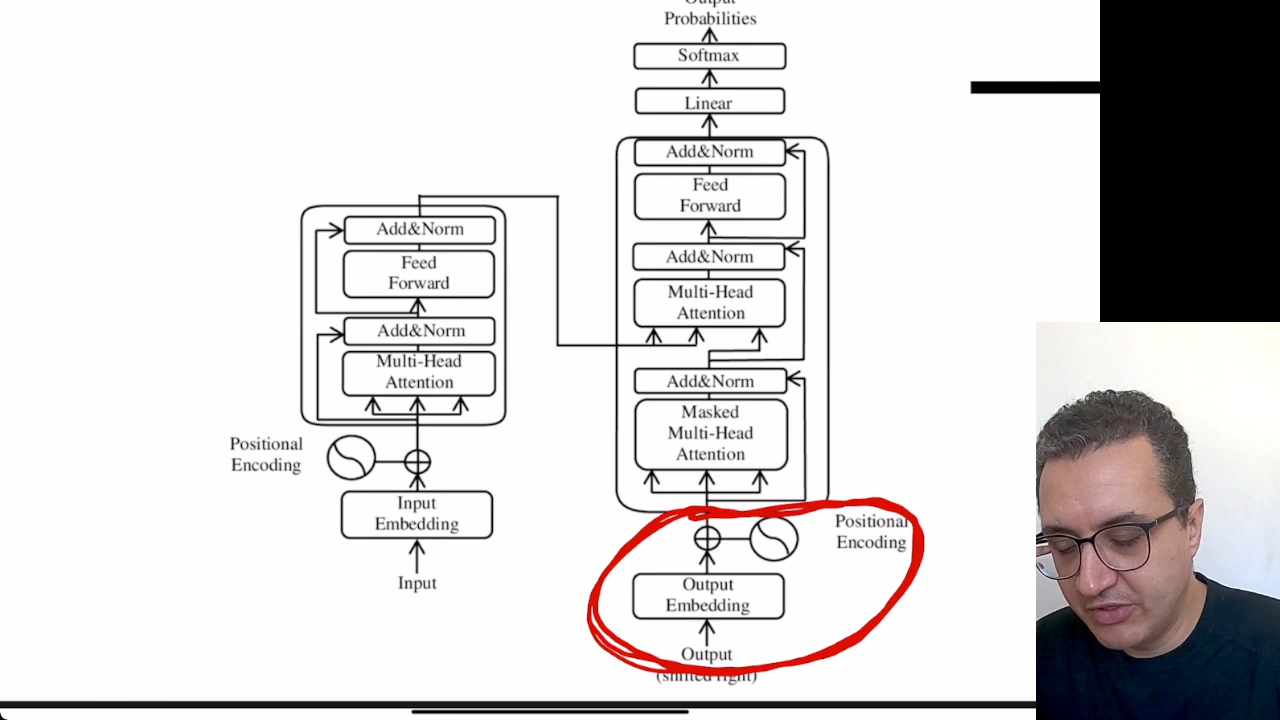 Output
Probabilities
Softmax
Linear
Add&Norm
Feed
Forward
Add&Norm
Multi-Head
Attention
Add&Norm
Masked
Multi-Head
Attention
Positional
Encoding
Output
Embedding
Output
(shifted right)
Add&Norm
Feed
Forward
Add&Norm
Multi-Head
Attention
Positional
Encoding
Input
Embedding
Input